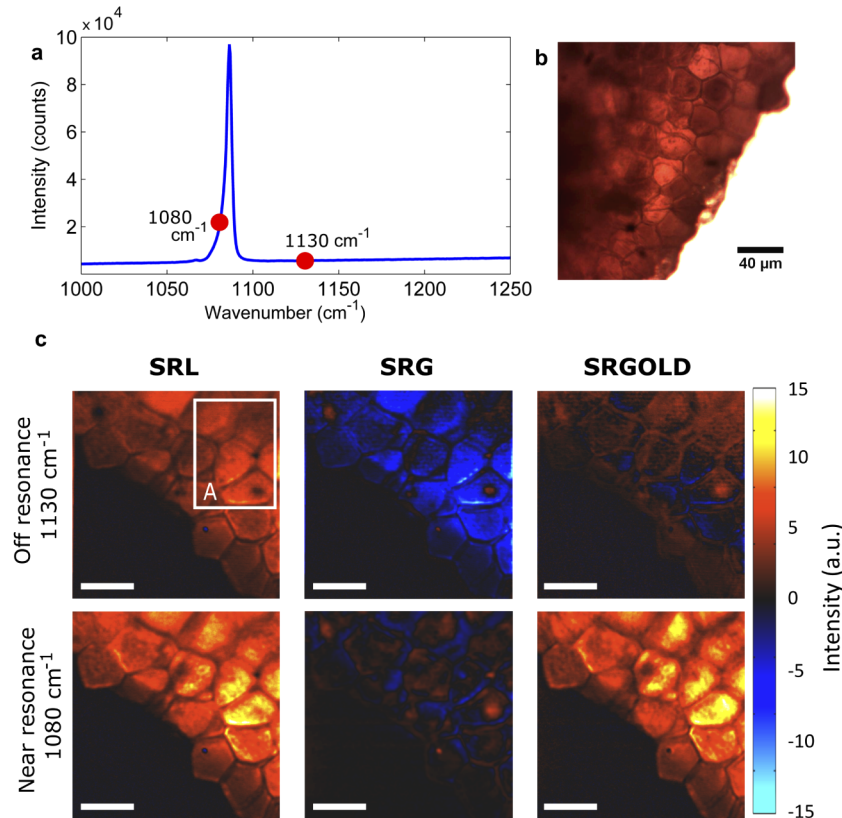 a
× 10⁴
10
8
6
4
2
Intensity (counts)
1080
cm⁻¹
1130 cm⁻¹
1000
1050
1100
1150
1200
1250
Wavenumber (cm⁻¹)
b
40 μm
c
SRL
SRG
SRGOLD
Off resonance
1130 cm⁻¹
A
Near resonance
1080 cm⁻¹
15
10
5
0
-5
-10
-15
Intensity (a.u.)